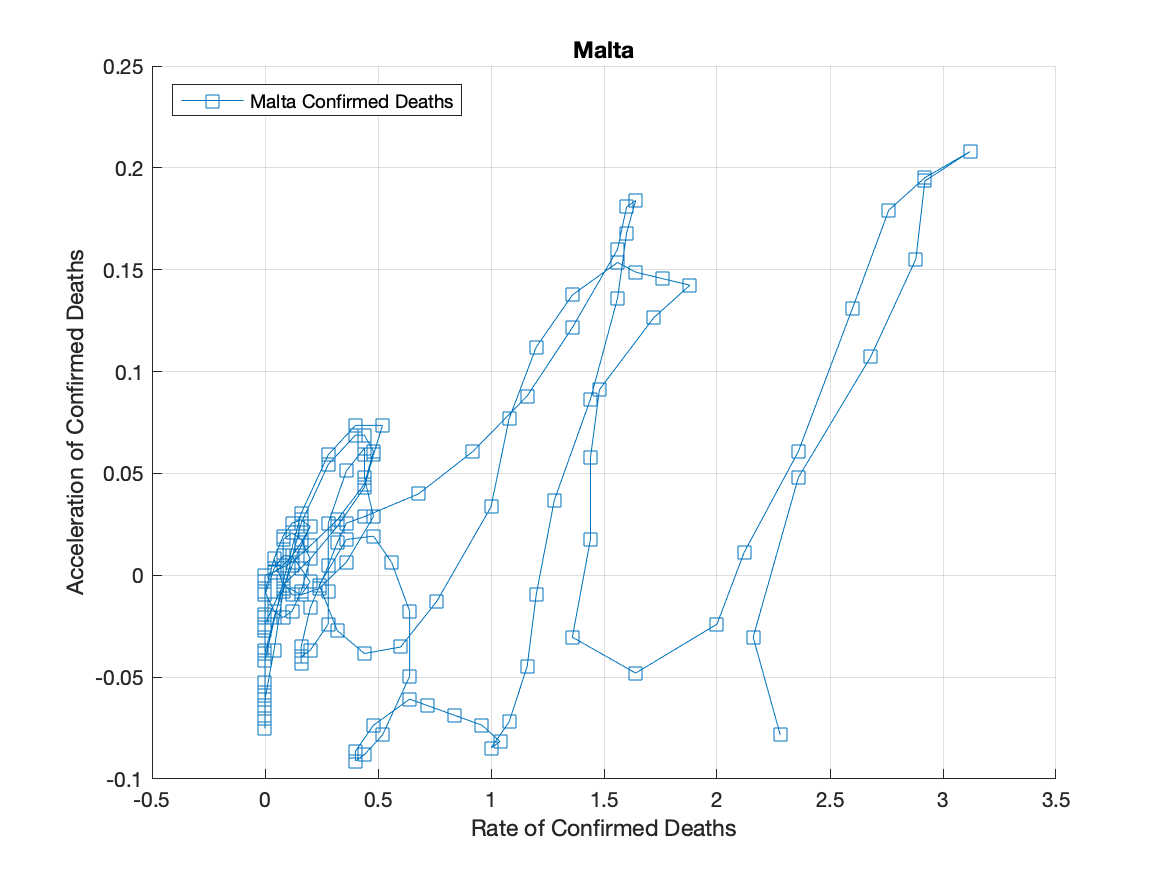 Malta
0.25
Malta Confirmed Deaths
0.2
0.15
0.1
0.05
0
-0.05
-0.1
Acceleration of Confirmed Deaths
-0.5 0 0.5 1 1.5 2 2.5 3 3.5
Rate of Confirmed Deaths